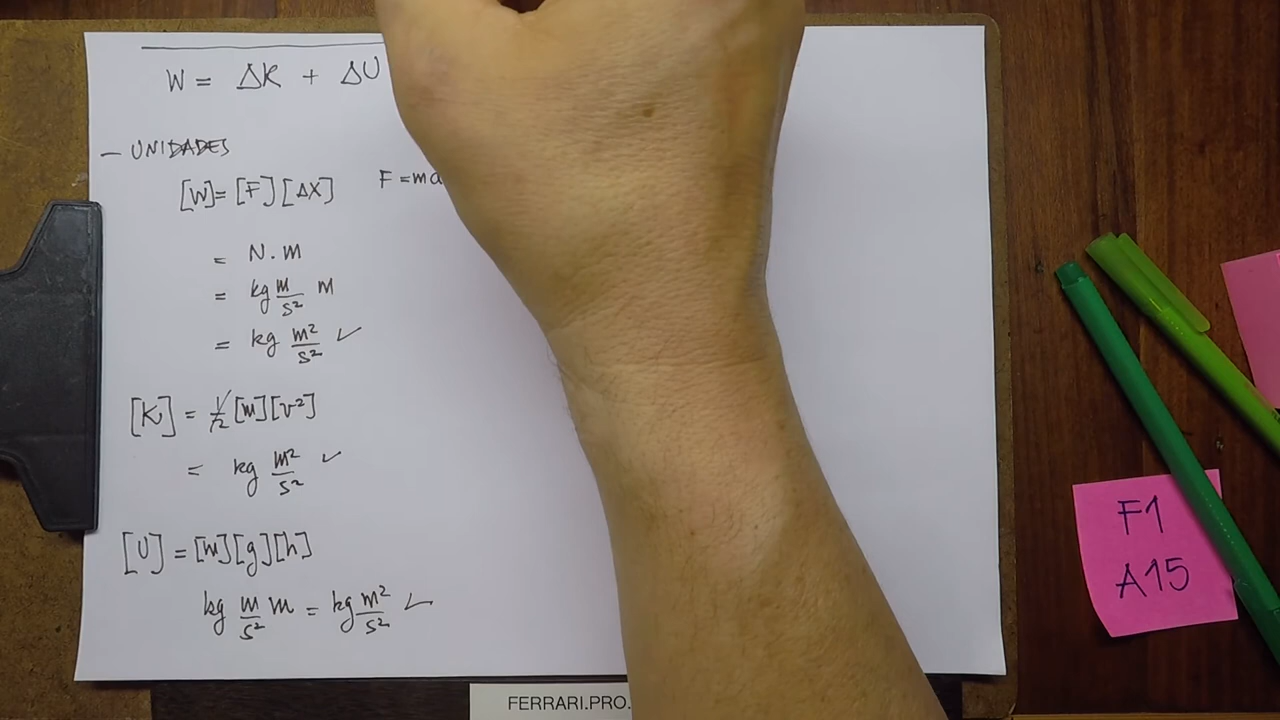 W = ΔK + ΔU
– UNIDADES
[W] = [F][ΔX] F = ma
= N . m
= kg m/s² m
= kg m²/s² ✓
[K] = 1/2 [m][v²]
= kg m²/s² ✓
[U] = [m][g][h]
kg m/s² m = kg m²/s² ✓
F1
A15
FERRARI.PRO.